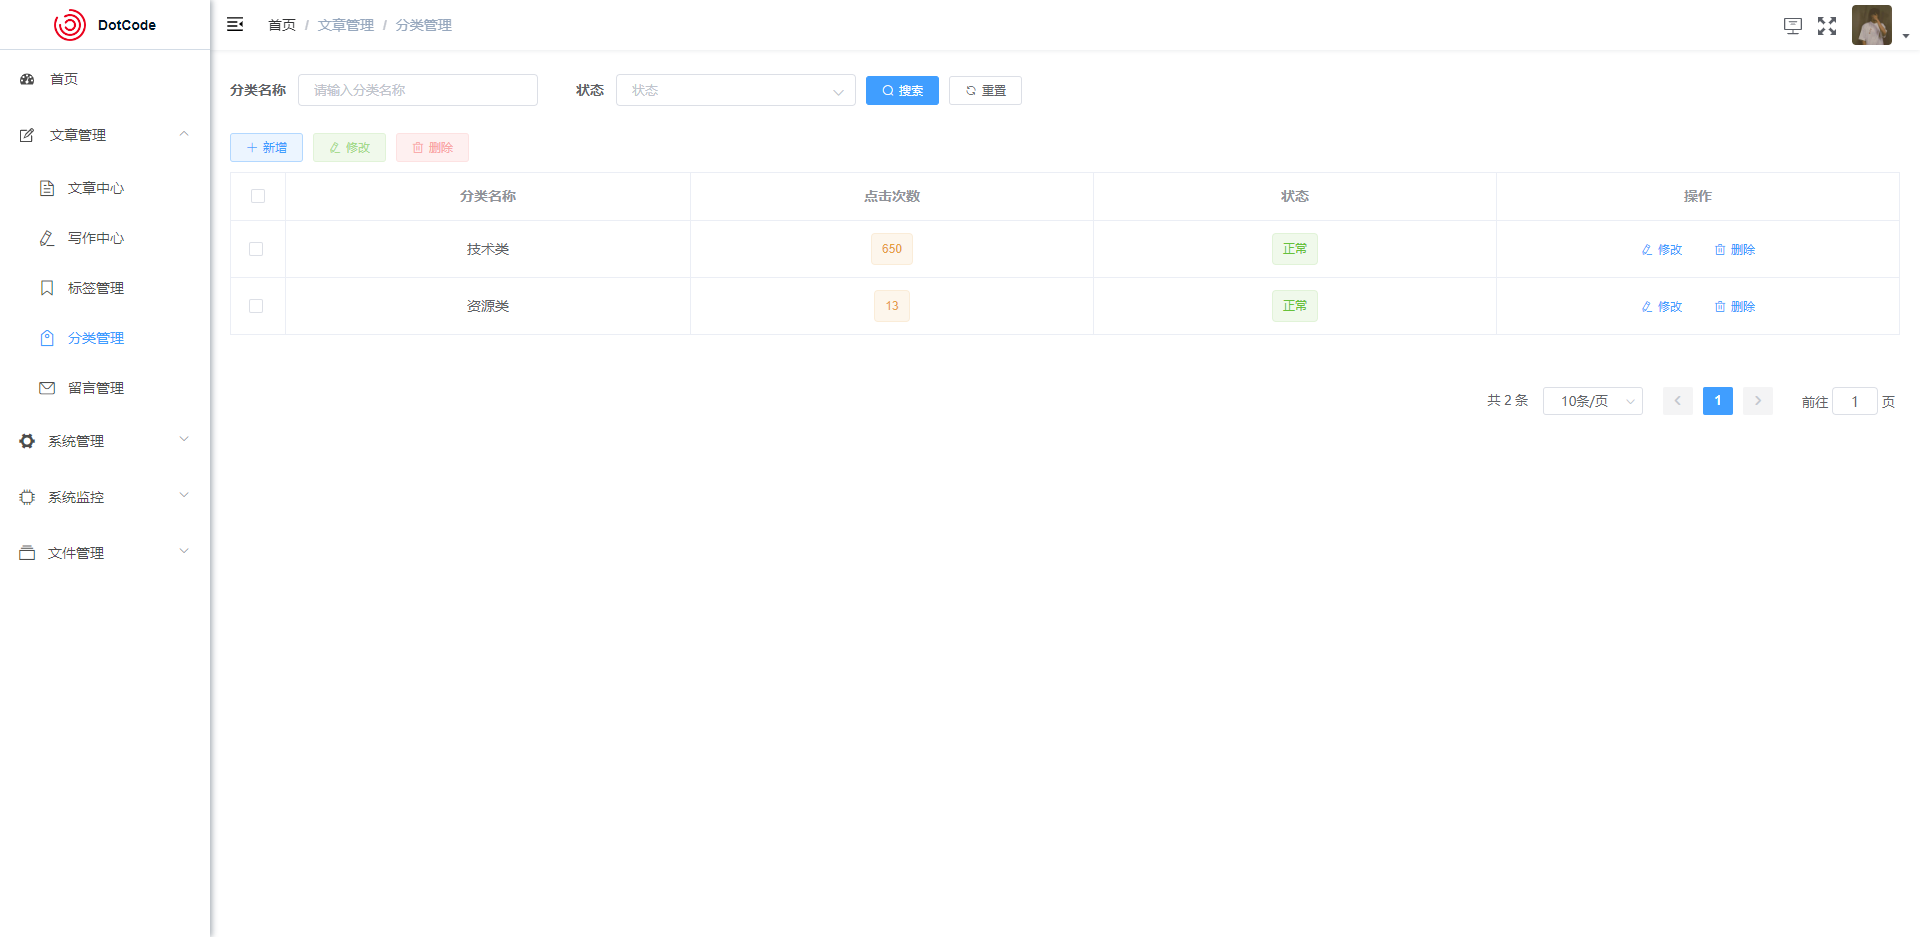 DotCode
首页 / 文章管理 / 分类管理
首页
文章管理
文章中心
写作中心
标签管理
分类管理
留言管理
系统管理
系统监控
文件管理
分类名称 请输入分类名称 状态 状态 搜索 重置
新增 修改 删除
分类名称 点击次数 状态 操作
技术类 650 正常 修改 删除
资源类 13 正常 修改 删除
共 2 条 10条/页 1 前往 1 页